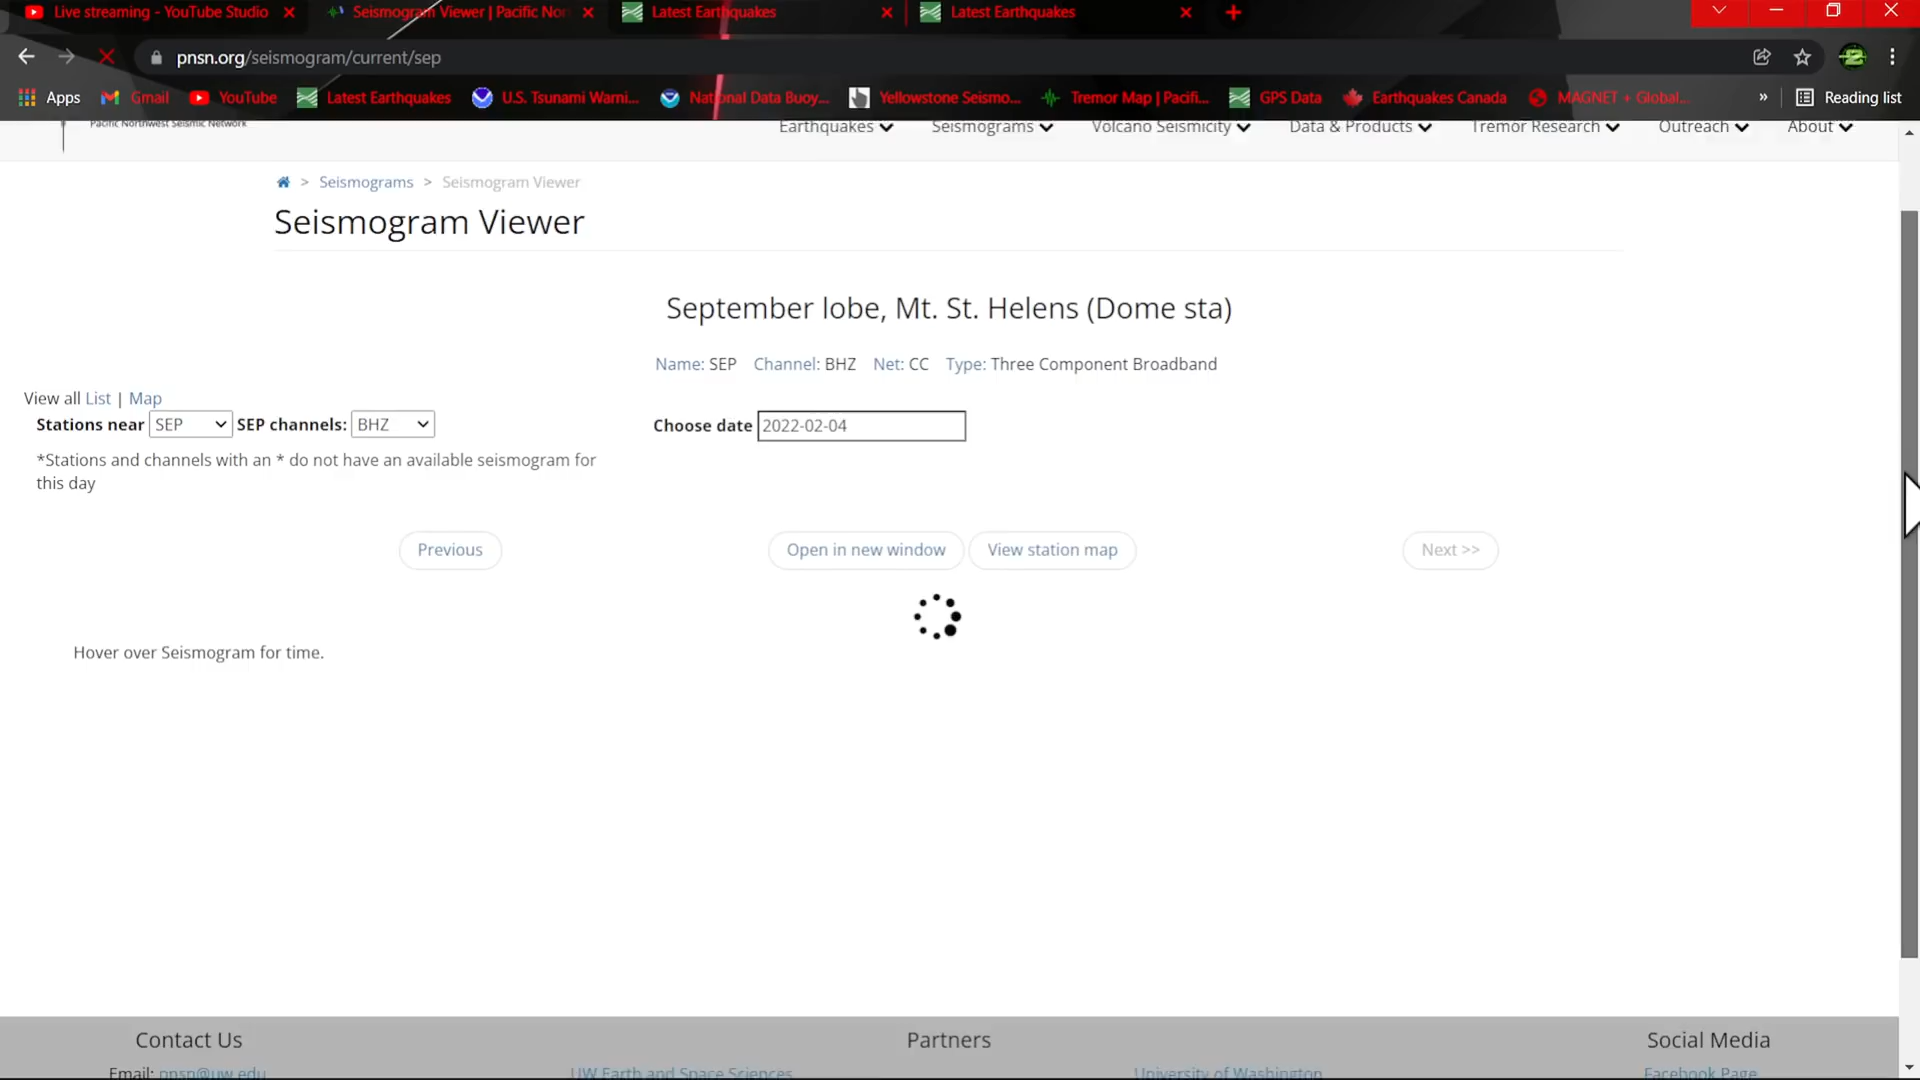 Live streaming - YouTube Studio
Seismogram Viewer | Pacific Nor
Latest Earthquakes
Latest Earthquakes
pnsn.org/seismogram/current/sep
Apps
Gmail
YouTube
Latest Earthquakes
U.S. Tsunami Warni...
National Data Buoy...
Yellowstone Seismo...
Tremor Map | Pacifi...
GPS Data
Earthquakes Canada
MAGNET + Global...
»
Reading list
Pacific Northwest Seismic Network
Earthquakes
Seismograms
Volcano Seismicity
Data & Products
Tremor Research
Outreach
About
> Seismograms > Seismogram Viewer
Seismogram Viewer
September lobe, Mt. St. Helens (Dome sta)
Name: SEP Channel: BHZ Net: CC Type: Three Component Broadband
View all List | Map
Stations near SEP SEP channels: BHZ
Choose date 2022-02-04
*Stations and channels with an * do not have an available seismogram for
this day
Previous
Open in new window
View station map
Next >>
Hover over Seismogram for time.
Contact Us
Partners
Social Media
Email: pnsn@uw.edu
UW Earth and Space Sciences
University of Washington
Facebook Page